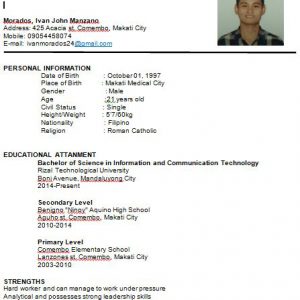 Morados, Ivan John Manzano
Address: 425 Acacia st. Comembo, Makati City
Mobile: 09054458074
E-mail: ivanmorados24@gmail.com
PERSONAL INFORMATION
Date of Birth : October 01, 1997
Place of Birth : Makati Medical City
Gender : Male
Age :21 years old
Civil Status : Single
Height/Weight : 5'7/60kg
Nationality : Filipino
Religion : Roman Catholic
EDUCATIONAL ATTANMENT
Bachelor of Science in Information and Communication Technology
Rizal Technological University
Boni Avenue, Mandaluyong City
2014-Present
Secondary Level
Benigno "Ninoy" Aquino High School
Aguho st. Comembo, Makati City
2010-2014
Primary Level
Comembo Elementary School
Lanzones st. Comembo, Makati City
2003-2010
STRENGTHS
Hard worker and can manage to work under pressure
Analytical and possesses strong leadership skills